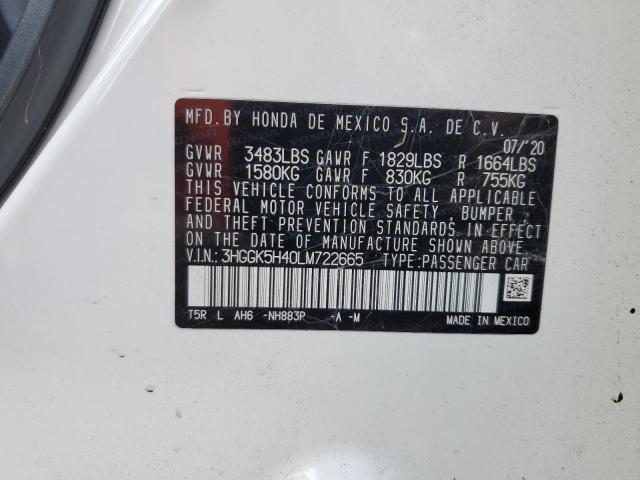 MFD.BY HONDA DE MEXICO S.A. DE C.V.
07/'20
GVWR 3483LBS GAWR F 1829LBS R 1664LBS
GVWR 1580KG GAWR F 830KG R 755KG
THIS VEHICLE CONFORMS TO ALL APPLICABLE
FEDERAL MOTOR VEHICLE SAFETY, BUMPER,
AND THEFT PREVENTION STANDARDS IN EFFECT
ON THE DATE OF MANUFACTURE SHOWN ABOVE.
V.I.N.: 3HGGK5H40LM722665 TYPE:PASSENGER CAR
T5R L AH6 -NH883P -A -M
MADE IN MEXICO